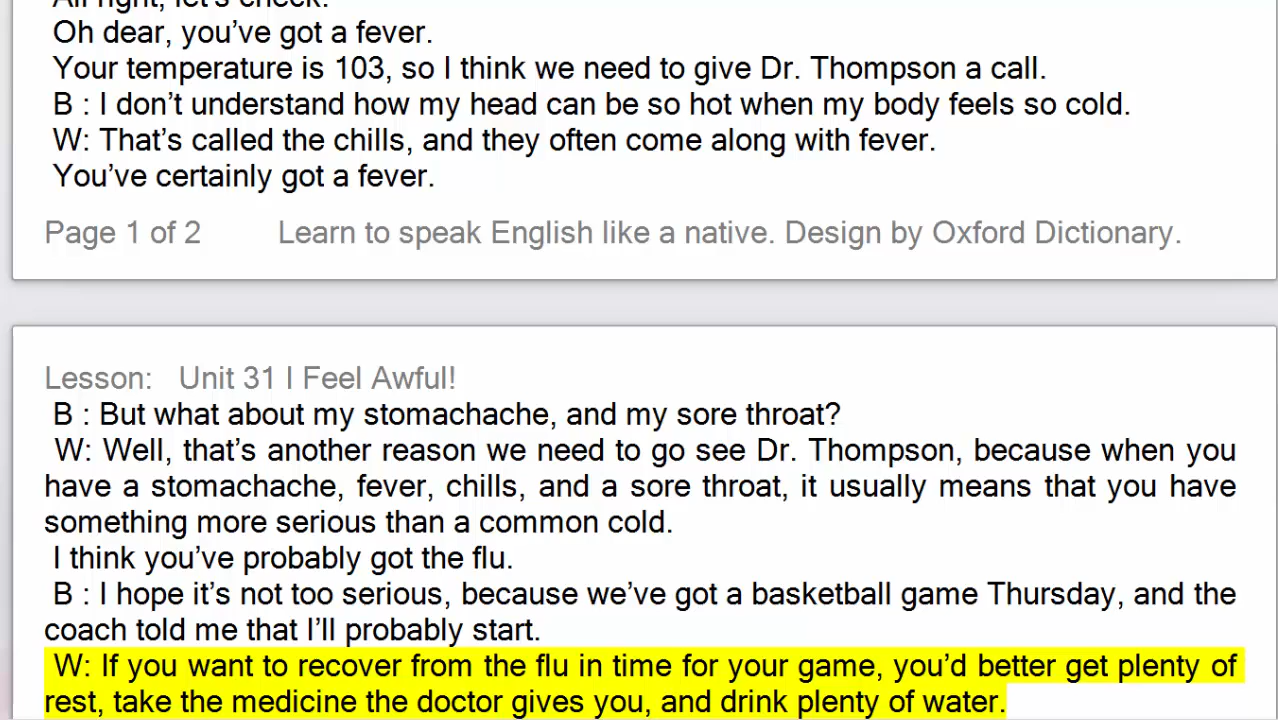 All right, let's check.
Oh dear, you've got a fever.
Your temperature is 103, so I think we need to give Dr. Thompson a call.
B : I don't understand how my head can be so hot when my body feels so cold.
W: That's called the chills, and they often come along with fever.
You've certainly got a fever.
Page 1 of 2 Learn to speak English like a native. Design by Oxford Dictionary.
Lesson: Unit 31 I Feel Awful!
B : But what about my stomachache, and my sore throat?
W: Well, that's another reason we need to go see Dr. Thompson, because when you
have a stomachache, fever, chills, and a sore throat, it usually means that you have
something more serious than a common cold.
I think you've probably got the flu.
B : I hope it's not too serious, because we've got a basketball game Thursday, and the
coach told me that I'll probably start.
W: If you want to recover from the flu in time for your game, you'd better get plenty of
rest, take the medicine the doctor gives you, and drink plenty of water.